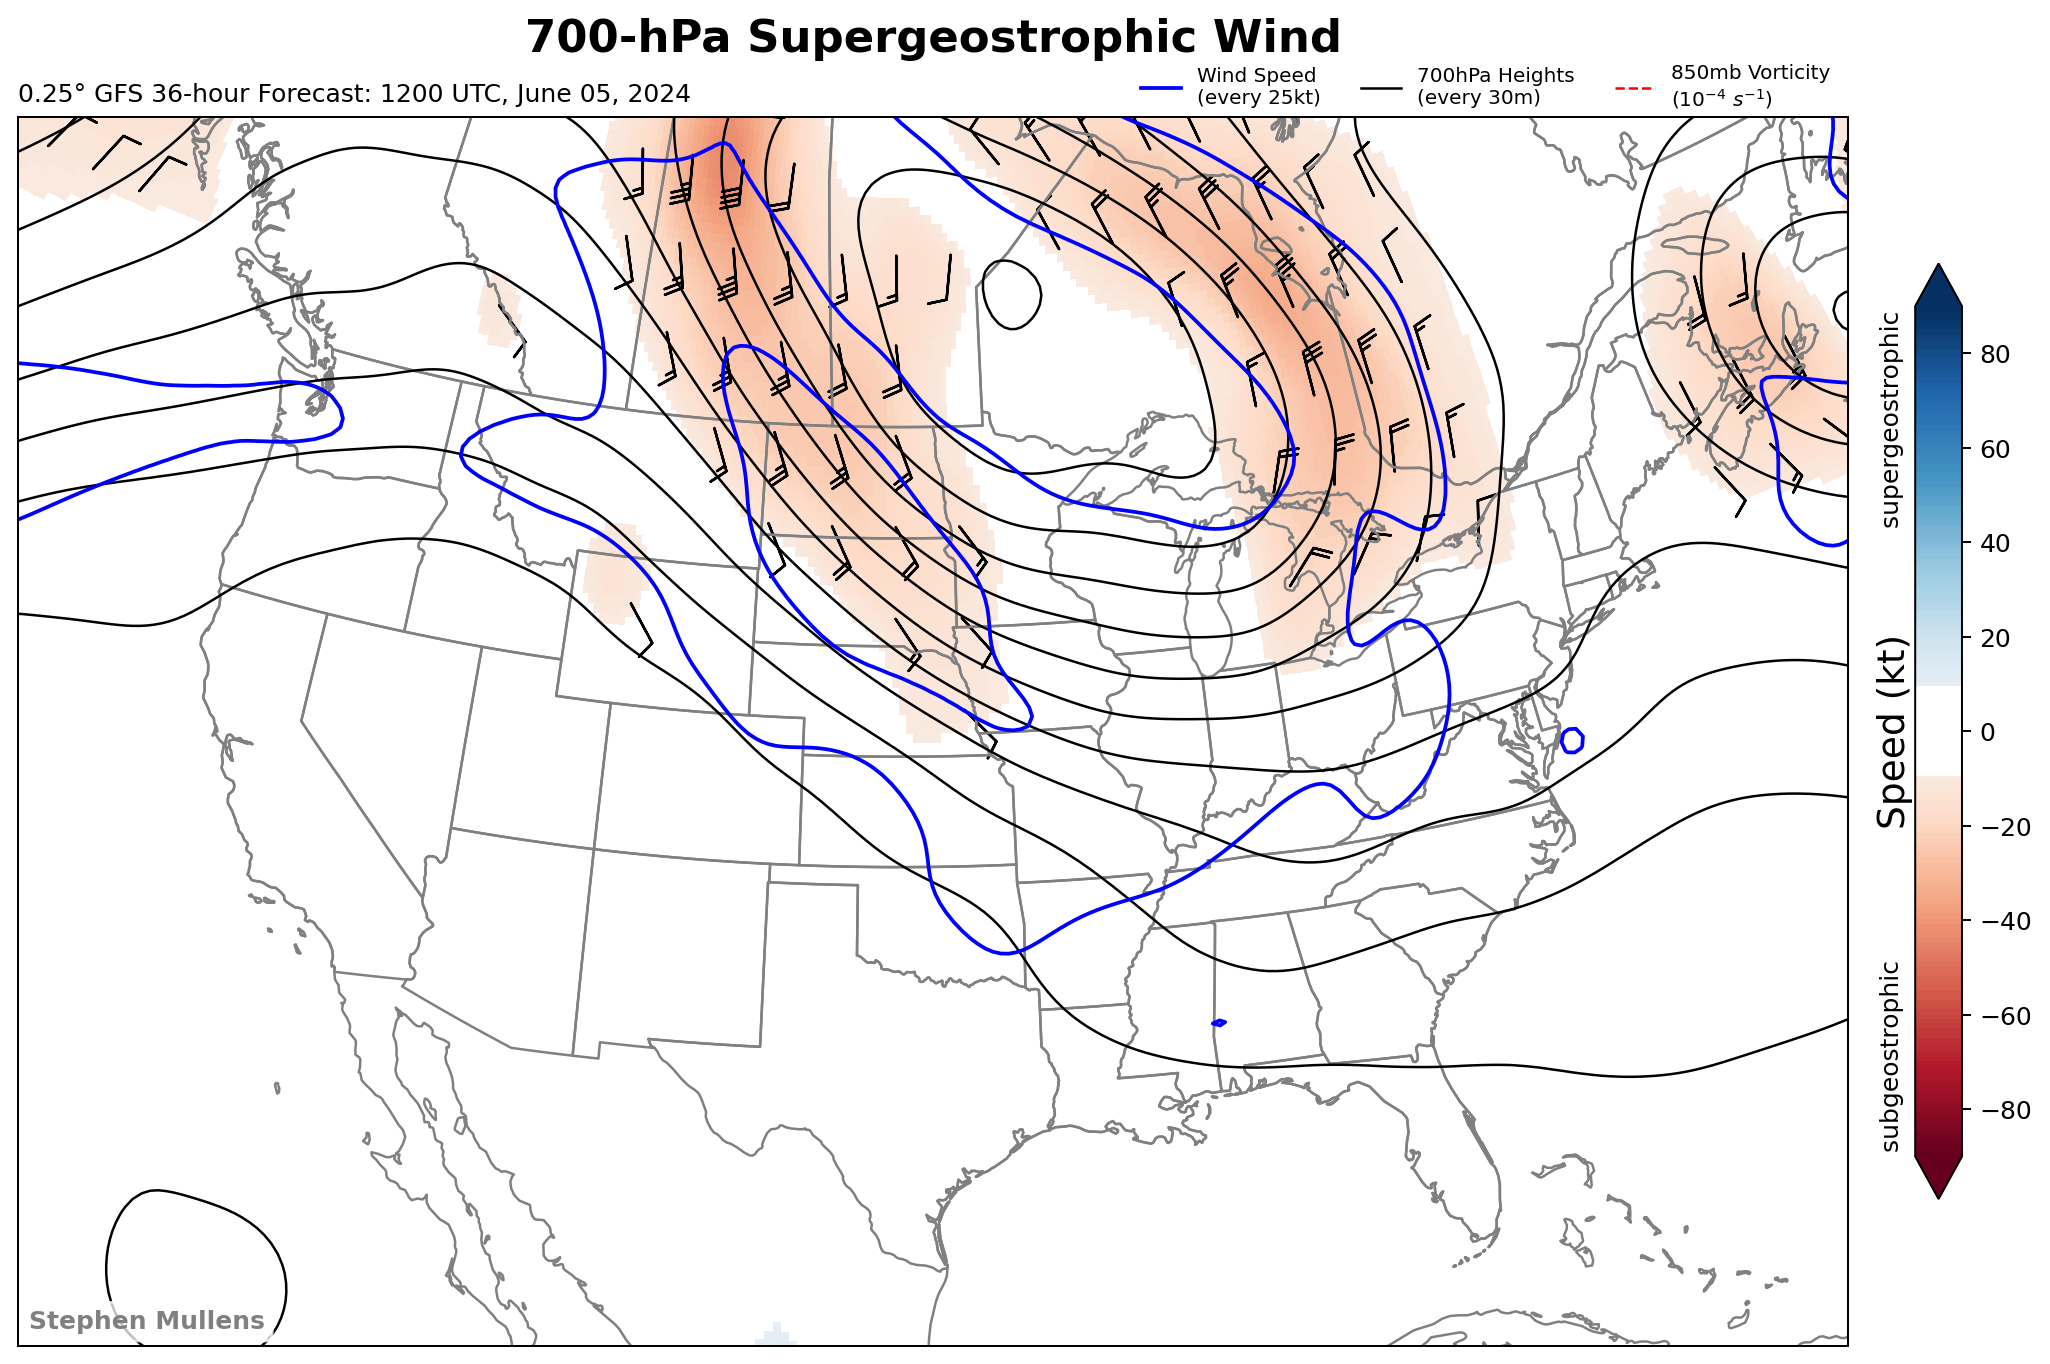 700-hPa Supergeostrophic Wind
0.25° GFS 36-hour Forecast: 1200 UTC, June 05, 2024
Wind Speed
(every 25kt)
700hPa Heights
(every 30m)
850mb Vorticity
(10⁻⁴ s⁻¹)
supergeostrophic
Speed (kt)
subgeostrophic
80
60
40
20
0
−20
−40
−60
−80
Stephen Mullens